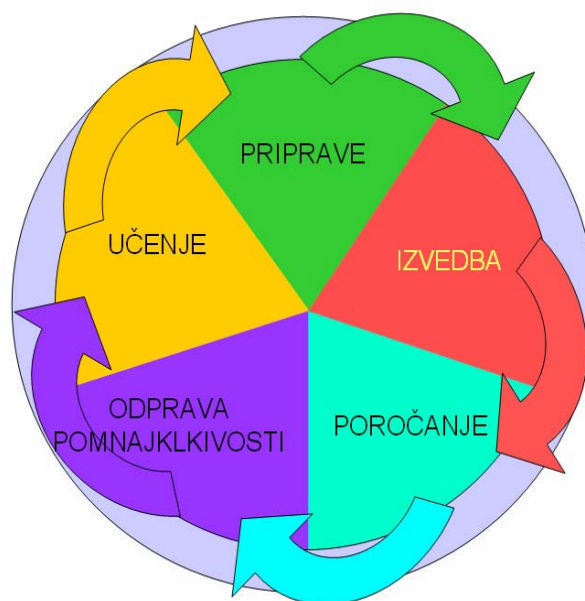 PRIPRAVE
IZVEDBA
POROČANJE
ODPRAVA
POMNAJKLKIVOSTI
UČENJE